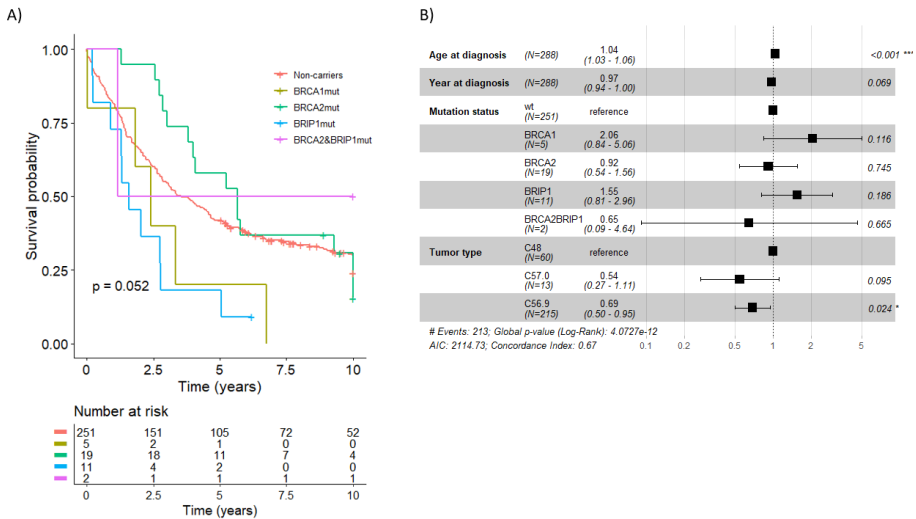 A)
Survival probability
1.00
0.75
0.50
0.25
0.00
Non-carriers
BRCA1mut
BRCA2mut
BRIP1mut
BRCA2&BRIP1mut
p = 0.052
0 2.5 5 7.5 10
Time (years)
Number at risk
251 151 105 72 52
5 2 1 0 0
19 18 11 7 4
11 4 2 0 0
2 1 1 1 1
0 2.5 5 7.5 10
Time (years)
B)
Age at diagnosis (N=288) 1.04 (1.03 - 1.06) <0.001 ***
Year at diagnosis (N=288) 0.97 (0.94 - 1.00) 0.069
Mutation status wt (N=251) reference
BRCA1 (N=5) 2.06 (0.84 - 5.06) 0.116
BRCA2 (N=19) 0.92 (0.54 - 1.56) 0.745
BRIP1 (N=11) 1.55 (0.81 - 2.96) 0.186
BRCA2BRIP1 (N=2) 0.65 (0.09 - 4.64) 0.665
Tumor type C48 (N=60) reference
C57.0 (N=13) 0.54 (0.27 - 1.11) 0.095
C56.9 (N=215) 0.69 (0.50 - 0.95) 0.024 *
# Events: 213; Global p-value (Log-Rank): 4.0727e-12
AIC: 2114.73; Concordance Index: 0.67
0.1 0.2 0.5 1 2 5